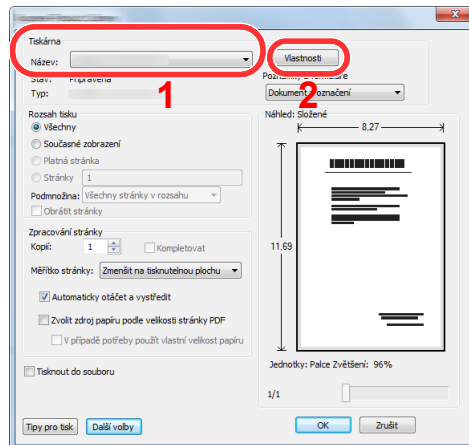 Tiskárna
Název:
Vlastnosti
Stav: Připravena
Typ:
1
2
Poznámky a formuláře
Dokument a označení
Rozsah tisku
Všechny
Současné zobrazení
Platná stránka
Stránky 1
Podmnožina: Všechny stránky v rozsahu
Obrátit stránky
Zpracování stránky
Kopií: 1 Kompletovat
Měřítko stránky: Zmenšit na tisknutelnou plochu
Automaticky otáčet a vystředit
Zvolit zdroj papíru podle velikosti stránky PDF
V případě potřeby použít vlastní velikost papíru
Tisknout do souboru
Náhled: Složené
8,27
11,69
Jednotky: Palce Zvětšení: 96%
1/1
Tipy pro tisk
Další volby
OK
Zrušit